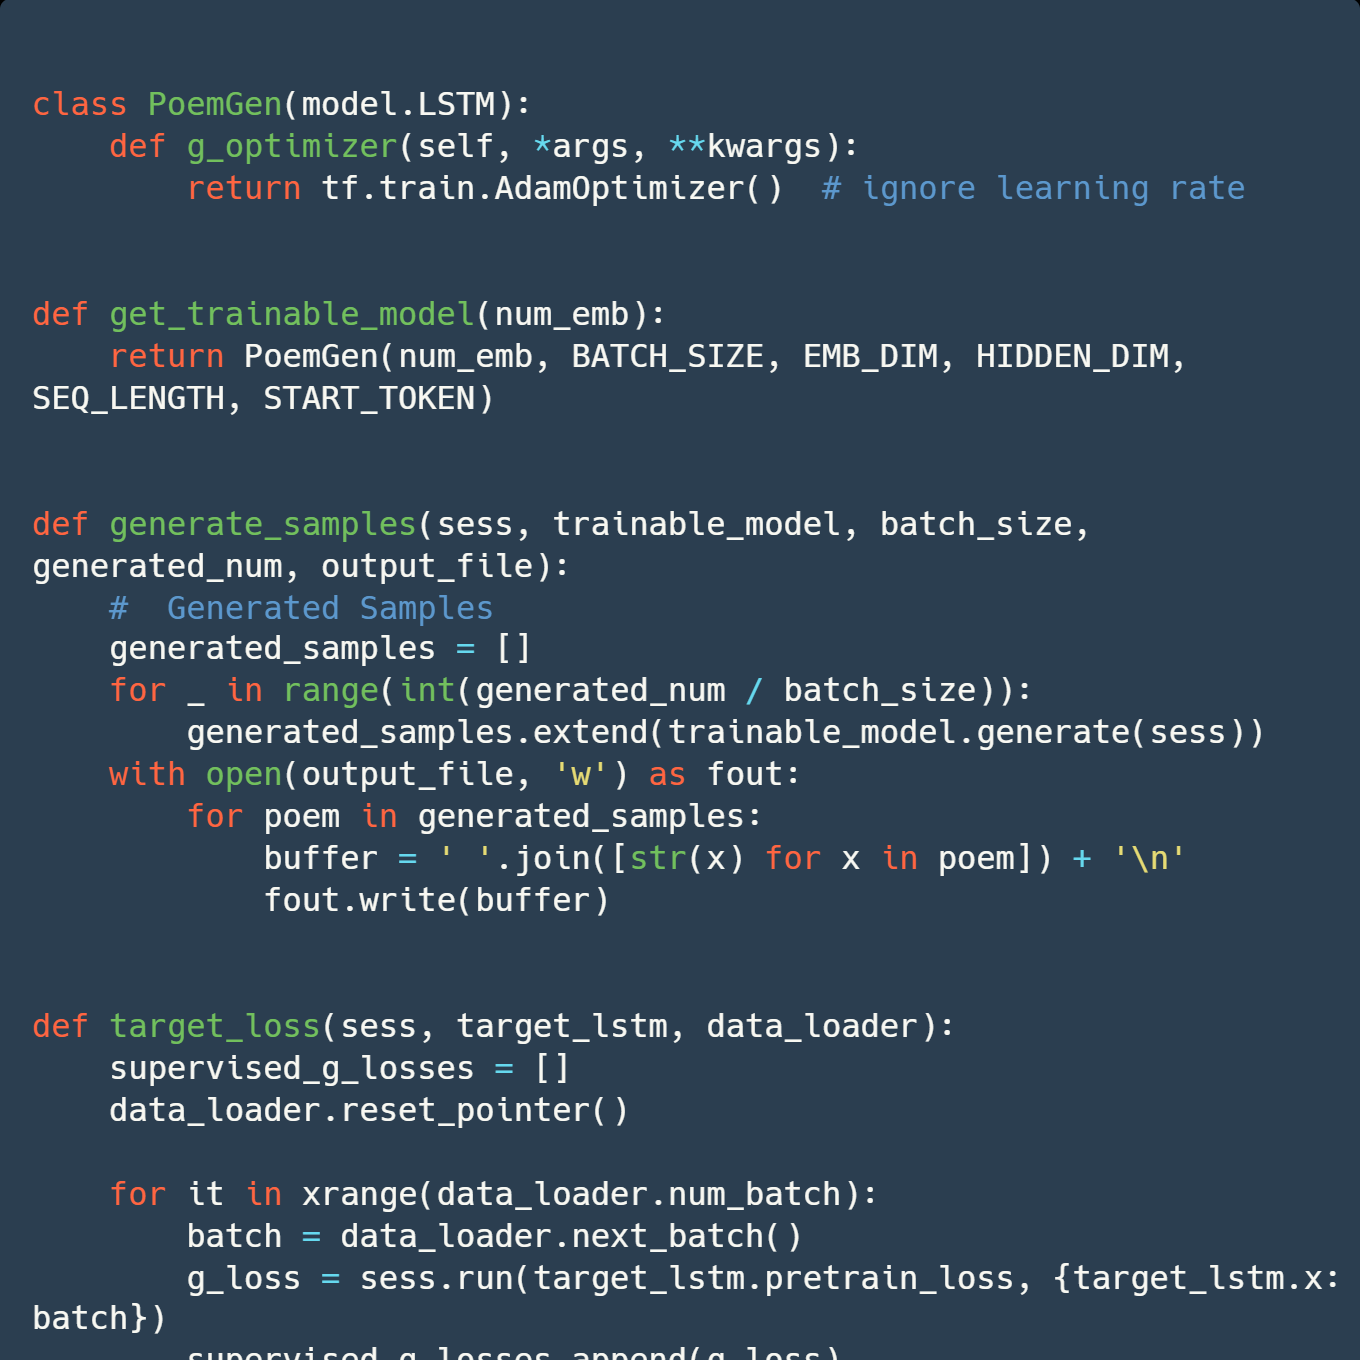 class PoemGen(model.LSTM):
    def g_optimizer(self, *args, **kwargs):
        return tf.train.AdamOptimizer()  # ignore learning rate


def get_trainable_model(num_emb):
    return PoemGen(num_emb, BATCH_SIZE, EMB_DIM, HIDDEN_DIM,
SEQ_LENGTH, START_TOKEN)


def generate_samples(sess, trainable_model, batch_size,
generated_num, output_file):
    #  Generated Samples
    generated_samples = []
    for _ in range(int(generated_num / batch_size)):
        generated_samples.extend(trainable_model.generate(sess))
    with open(output_file, 'w') as fout:
        for poem in generated_samples:
            buffer = ' '.join([str(x) for x in poem]) + '\n'
            fout.write(buffer)


def target_loss(sess, target_lstm, data_loader):
    supervised_g_losses = []
    data_loader.reset_pointer()

    for it in xrange(data_loader.num_batch):
        batch = data_loader.next_batch()
        g_loss = sess.run(target_lstm.pretrain_loss, {target_lstm.x:
batch})
        supervised_g_losses.append(g_loss)